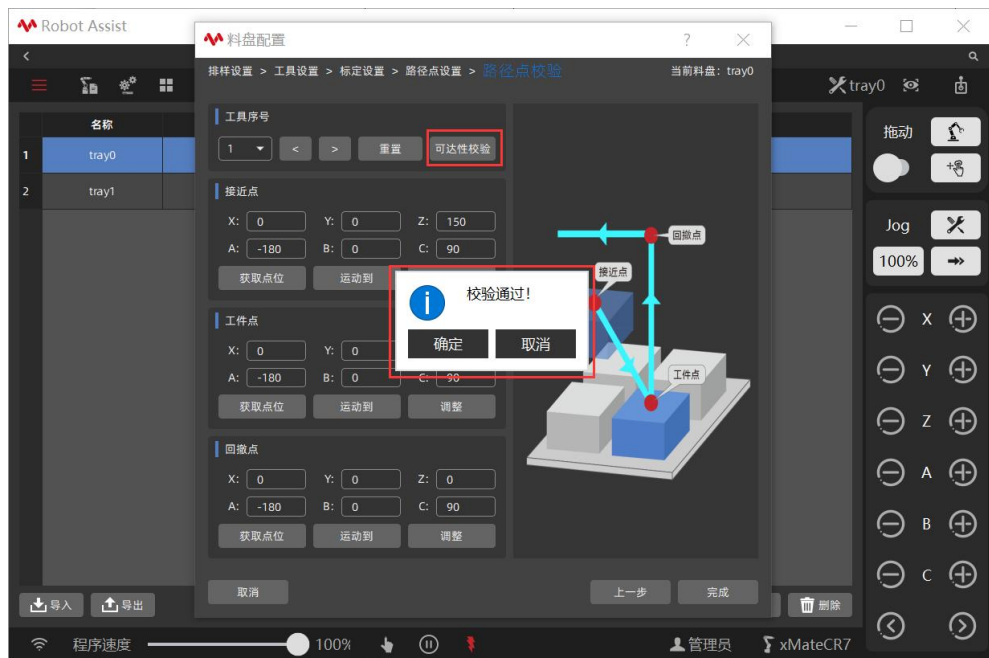 Robot Assist
料盘配置
?
排样设置 > 工具设置 > 标定设置 > 路径点设置 > 路径点校验
当前料盘：tray0
tray0
名称
1 tray0
2 tray1
工具序号
1 < > 重置 可达性校验
接近点
X: 0 Y: 0 Z: 150
A: -180 B: 0 C: 90
获取点位 运动到
校验通过！
确定 取消
工件点
X: 0 Y: 0
A: -180 B: 0 C: 90
获取点位 运动到 调整
回撤点
X: 0 Y: 0 Z: 0
A: -180 B: 0 C: 90
获取点位 运动到 调整
回撤点
接近点
工件点
取消 上一步 完成
导入 导出 删除
拖动
Jog
100%
X
Y
Z
A
B
C
程序速度 100% 管理员 xMateCR7